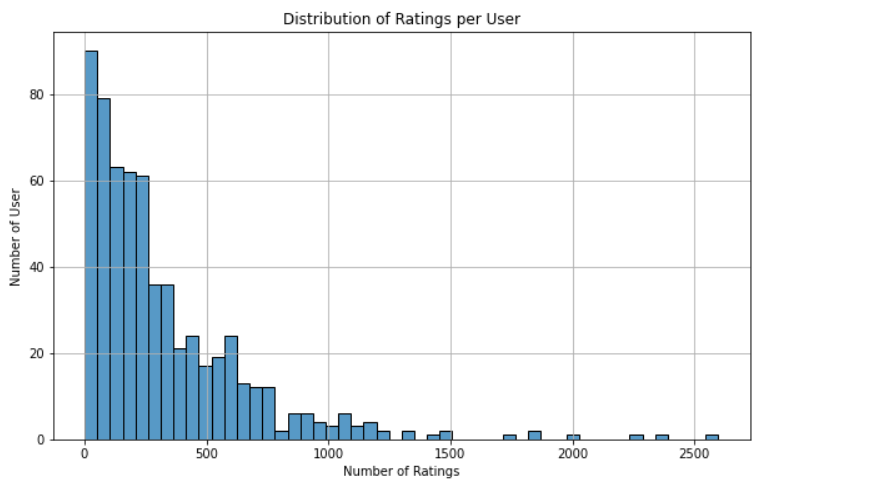 Distribution of Ratings per User
Number of User
80
60
40
20
0
0 500 1000 1500 2000 2500
Number of Ratings